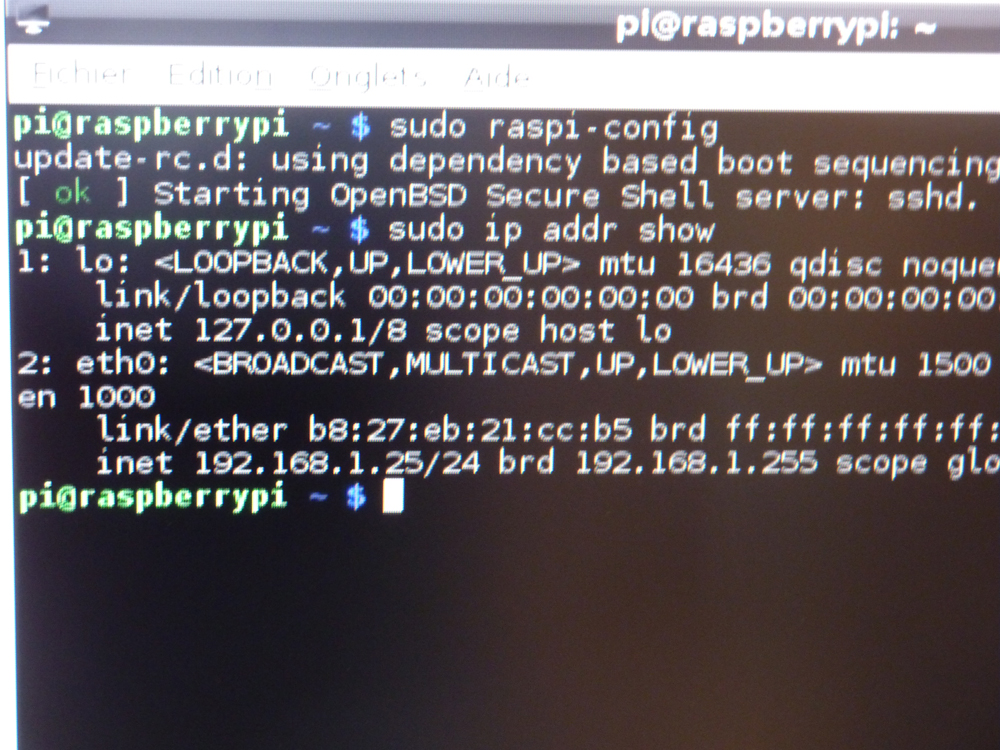 pi@raspberrypi: ~
Fichier Edition Onglets Aide
pi@raspberrypi ~ $ sudo raspi-config
update-rc.d: using dependency based boot sequencing
[ ok ] Starting OpenBSD Secure Shell server: sshd.
pi@raspberrypi ~ $ sudo ip addr show
1: lo: <LOOPBACK,UP,LOWER_UP> mtu 16436 qdisc noque
link/loopback 00:00:00:00:00:00 brd 00:00:00:00
inet 127.0.0.1/8 scope host lo
2: eth0: <BROADCAST,MULTICAST,UP,LOWER_UP> mtu 1500
en 1000
link/ether b8:27:eb:21:cc:b5 brd ff:ff:ff:ff:ff:
inet 192.168.1.25/24 brd 192.168.1.255 scope glo
pi@raspberrypi ~ $